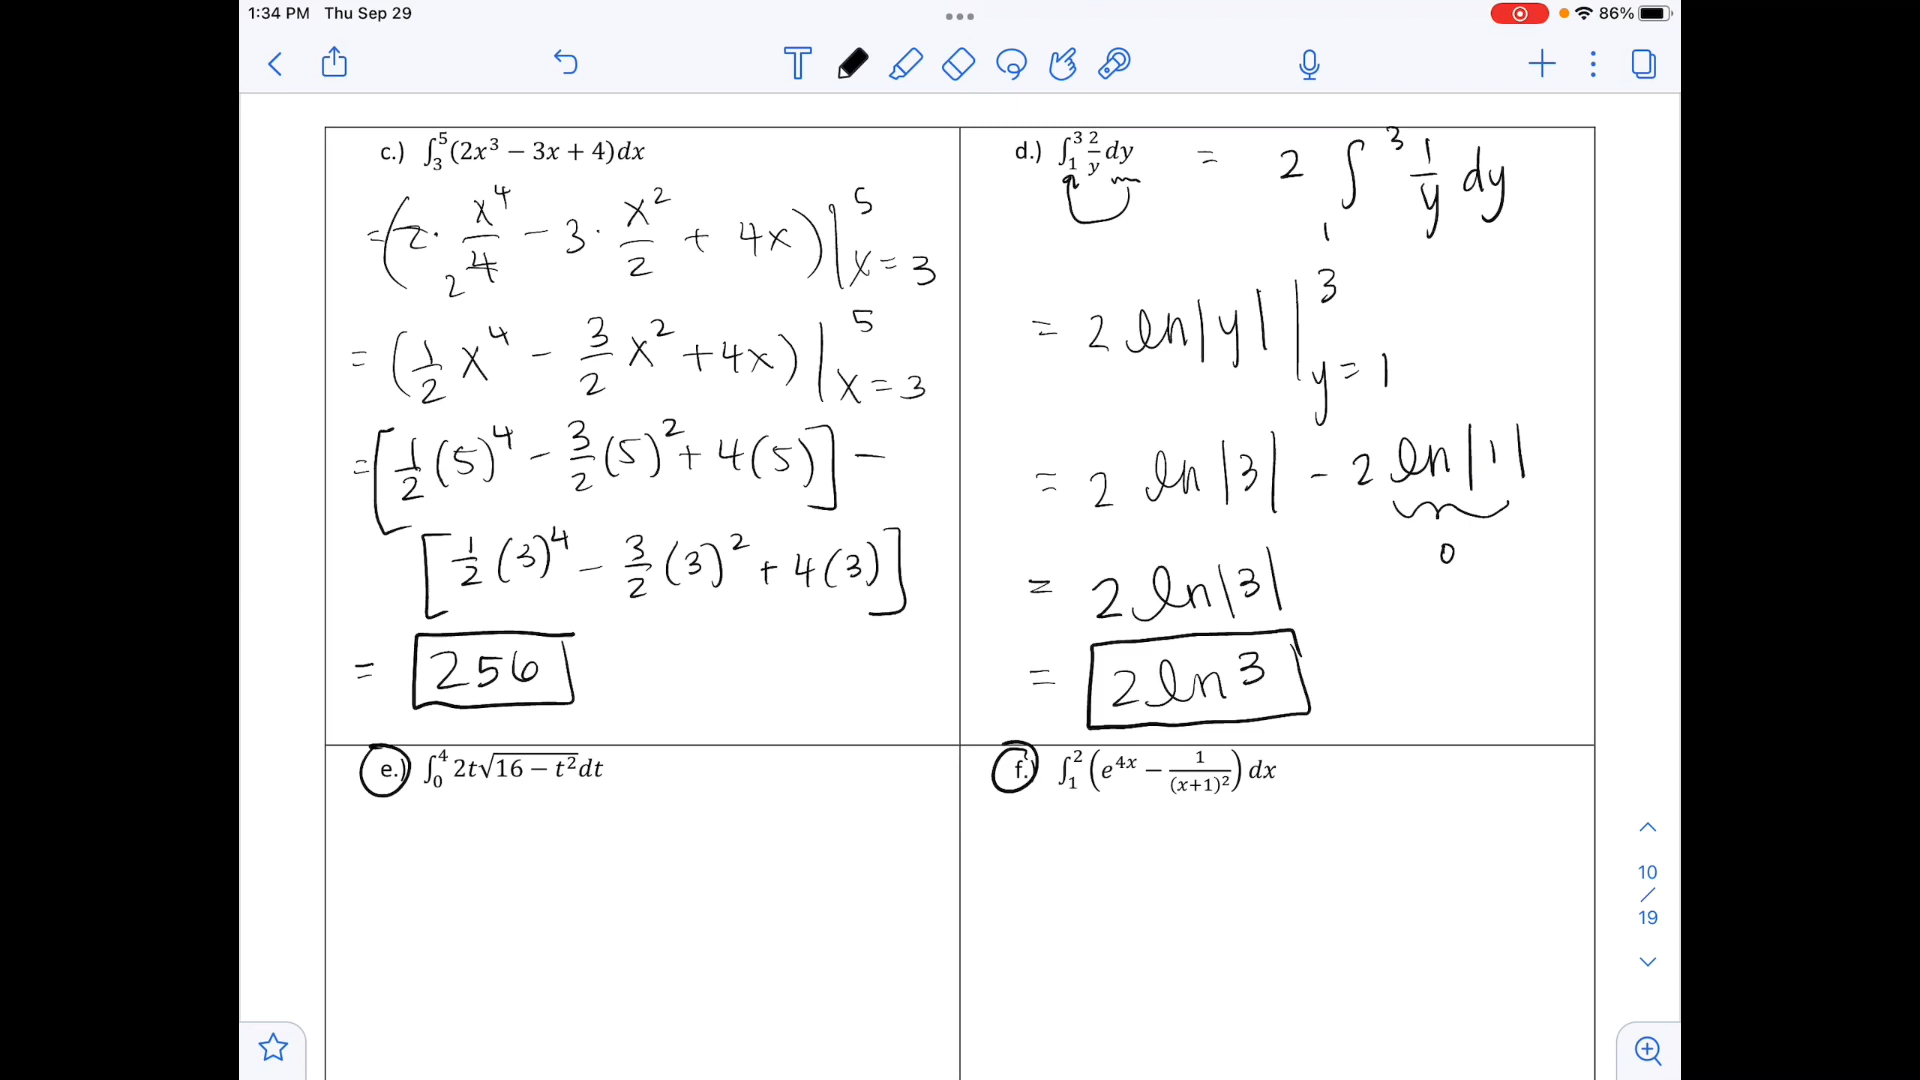 1:34 PM Thu Sep 29
86%
c.) ∫₃⁵(2x³ − 3x + 4)dx
= (2 · x⁴/4 2 − 3 · x²/2 + 4x) |⁵ x = 3
= (1/2 x⁴ − 3/2 x² + 4x) |⁵ x = 3
= [1/2 (5)⁴ − 3/2 (5)² + 4(5)] −
[1/2 (3)⁴ − 3/2 (3)² + 4(3)]
= 256
d.) ∫₁³ 2/y dy = 2 ∫₁³ 1/y dy
= 2 ln|y| |³ y = 1
= 2 ln|3| − 2 ln|1|
0
= 2 ln|3|
= 2 ln 3
e.) ∫₀⁴ 2t√(16 − t²)dt
f.) ∫₁² (e⁴ˣ − 1/(x+1)²) dx
10
/
19